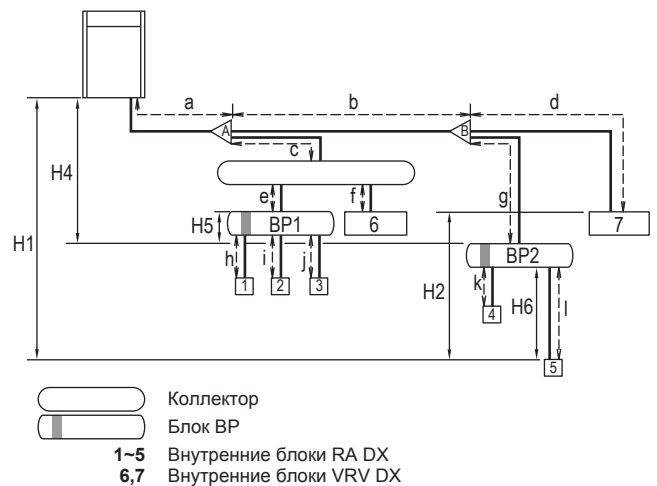 a
b
d
A
B
c
H4
e
f
g
H5
BP1
6
7
H1
BP2
h
i
j
H2
k
H6
l
1
2
3
4
5
Коллектор
Блок BP
1~5 Внутренние блоки RA DX
6,7 Внутренние блоки VRV DX